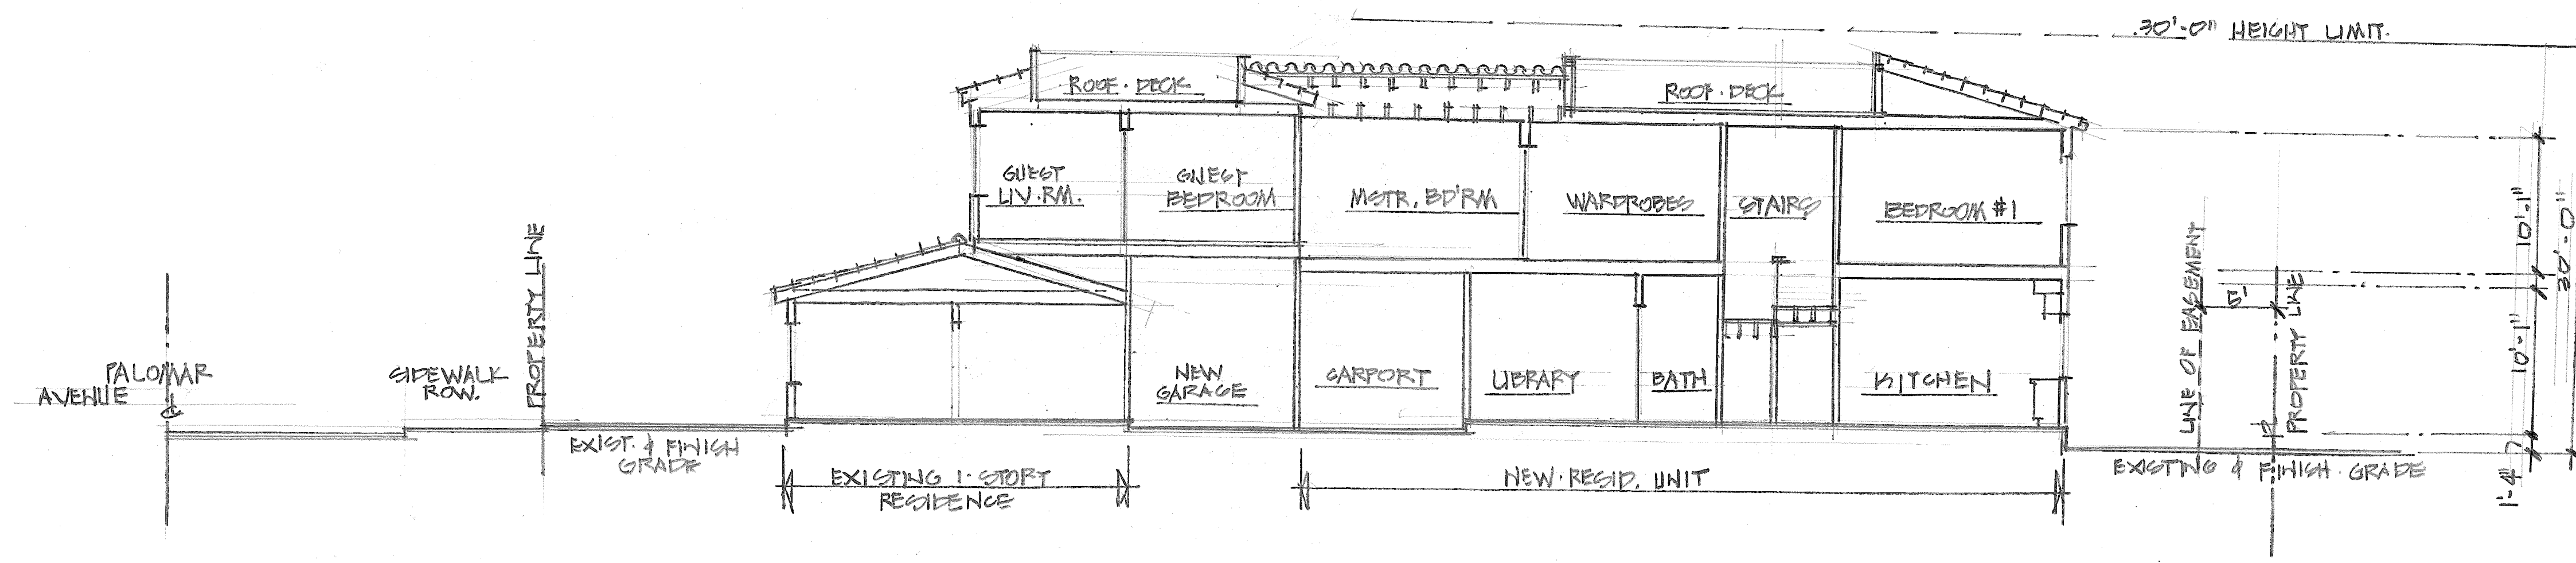 30'-0" HEIGHT LIMIT.
ROOF·DECK
ROOF·DECK
GUEST
LIV.RM.
GUEST
BEDROOM
MSTR. BD'RM
WARDROBES
STAIRS
BEDROOM #1
PALOMAR
AVENUE
SIDEWALK
ROW.
PROPERTY LINE
NEW
GARAGE
CARPORT
LIBRARY
BATH
KITCHEN
LINE OF EASEMENT
5'
PROPERTY LINE
10'-1"
10'-1"
30'-0"
1'-4"
EXIST. & FINISH
GRADE
EXISTING 1·STORY
RESIDENCE
NEW·RESID. UNIT
EXISTING & FINISH·GRADE